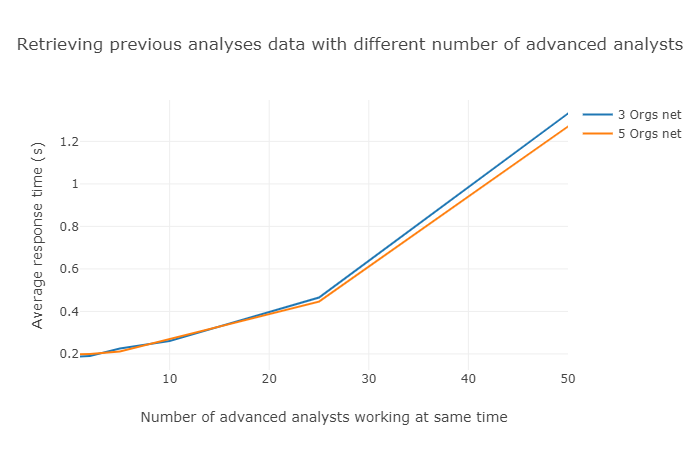 Retrieving previous analyses data with different number of advanced analysts
3 Orgs net
5 Orgs net
Average response time (s)
1.2
1
0.8
0.6
0.4
0.2
10 20 30 40 50
Number of advanced analysts working at same time